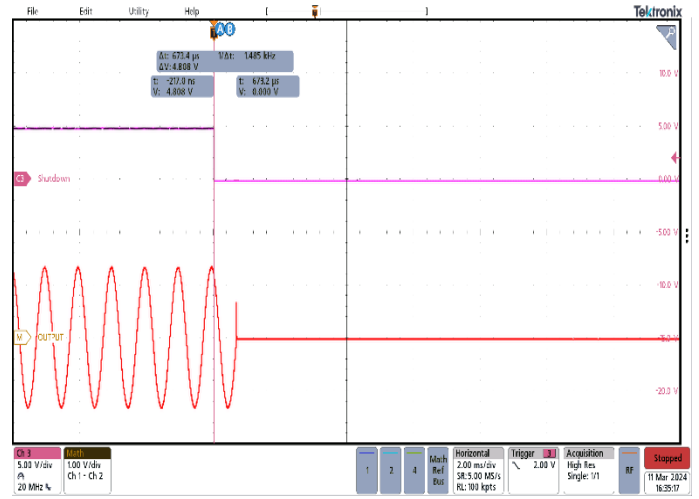 File Edit Utility Help [ ] Tektronix
A B
Δt: 673.4 µs 1/Δt: 1.485 kHz
ΔV: 4.808 V
t: -217.0 ns t: 673.2 µs
V: 4.808 V V: 0.000 V
10.0 V
5.00 V
C3 Shutdown 0.00 V
-5.00 V
-10.0 V
M OUTPUT -15.0 V
-20.0 V
Ch 3 Math Horizontal Trigger 3 Acquisition
5.00 V/div 1.00 V/div 1 2 4 Math Ref Bus 2.00 ms/div 2.00 V High Res RF Stopped
Ch 1 - Ch 2 SR: 5.00 MS/s Single: 1/1 11 Mar 2024
20 MHz RL: 100 kpts 16:35:17